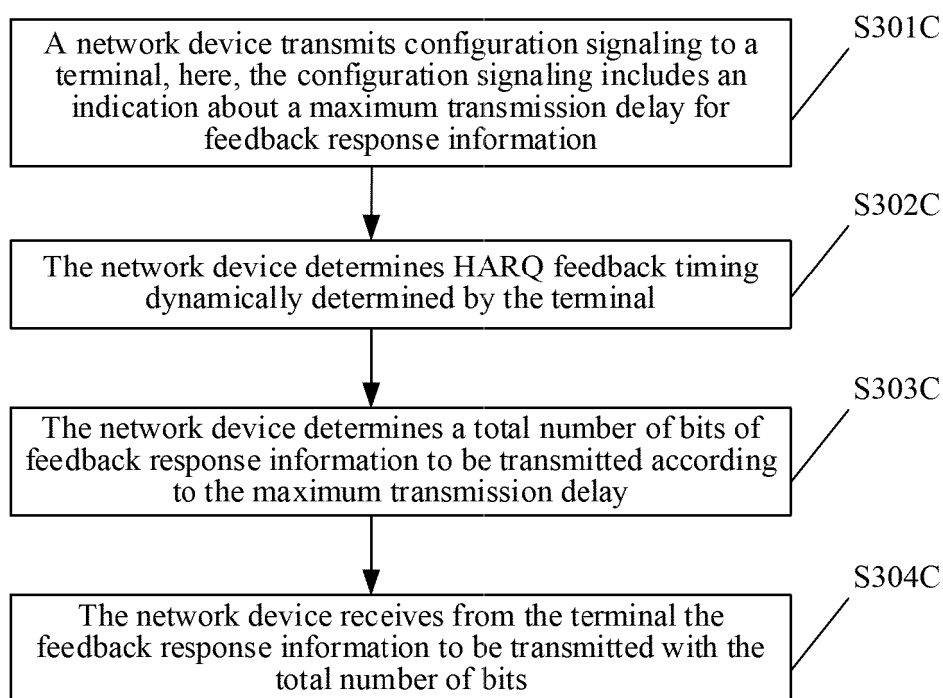 S301C
A network device transmits configuration signaling to a
terminal, here, the configuration signaling includes an
indication about a maximum transmission delay for
feedback response information
S302C
The network device determines HARQ feedback timing
dynamically determined by the terminal
S303C
The network device determines a total number of bits of
feedback response information to be transmitted according
to the maximum transmission delay
S304C
The network device receives from the terminal the
feedback response information to be transmitted with the
total number of bits